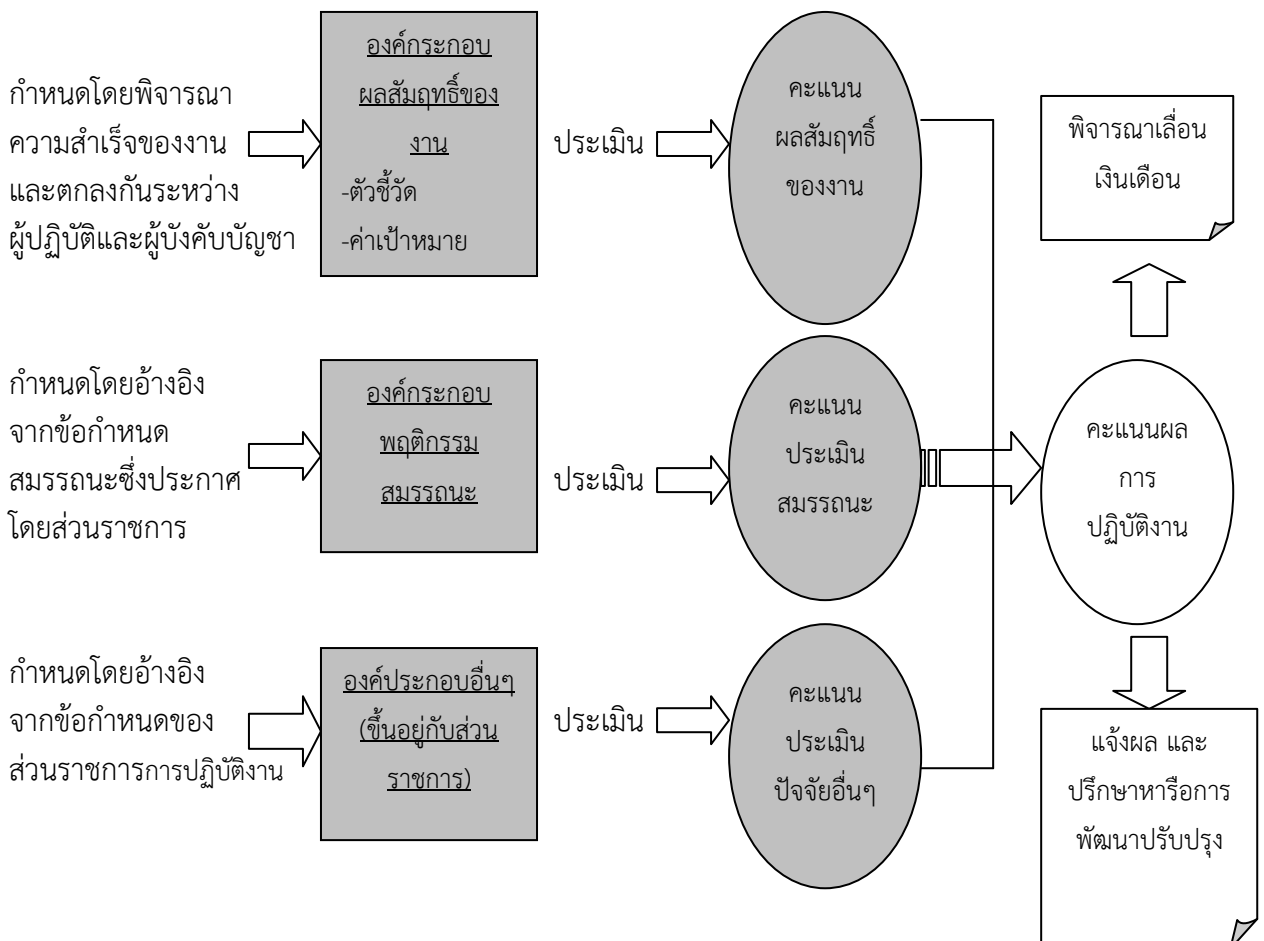 กำหนดโดยพิจารณา
ความสำเร็จของงาน
และตกลงกันระหว่าง
ผู้ปฏิบัติและผู้บังคับบัญชา
องค์กระกอบ
ผลสัมฤทธิ์ของ
งาน
-ตัวชี้วัด
-ค่าเป้าหมาย
ประเมิน
คะแนน
ผลสัมฤทธิ์
ของงาน
พิจารณาเลื่อน
เงินเดือน
กำหนดโดยอ้างอิง
จากข้อกำหนด
สมรรถนะซึ่งประกาศ
โดยส่วนราชการ
องค์กระกอบ
พฤติกรรม
สมรรถนะ
ประเมิน
คะแนน
ประเมิน
สมรรถนะ
คะแนนผล
การ
ปฏิบัติงาน
กำหนดโดยอ้างอิง
จากข้อกำหนดของ
ส่วนราชการการปฏิบัติงาน
องค์ประกอบอื่นๆ
(ขึ้นอยู่กับส่วน
ราชการ)
ประเมิน
คะแนน
ประเมิน
ปัจจัยอื่นๆ
แจ้งผล และ
ปรึกษาหารือการ
พัฒนาปรับปรุง